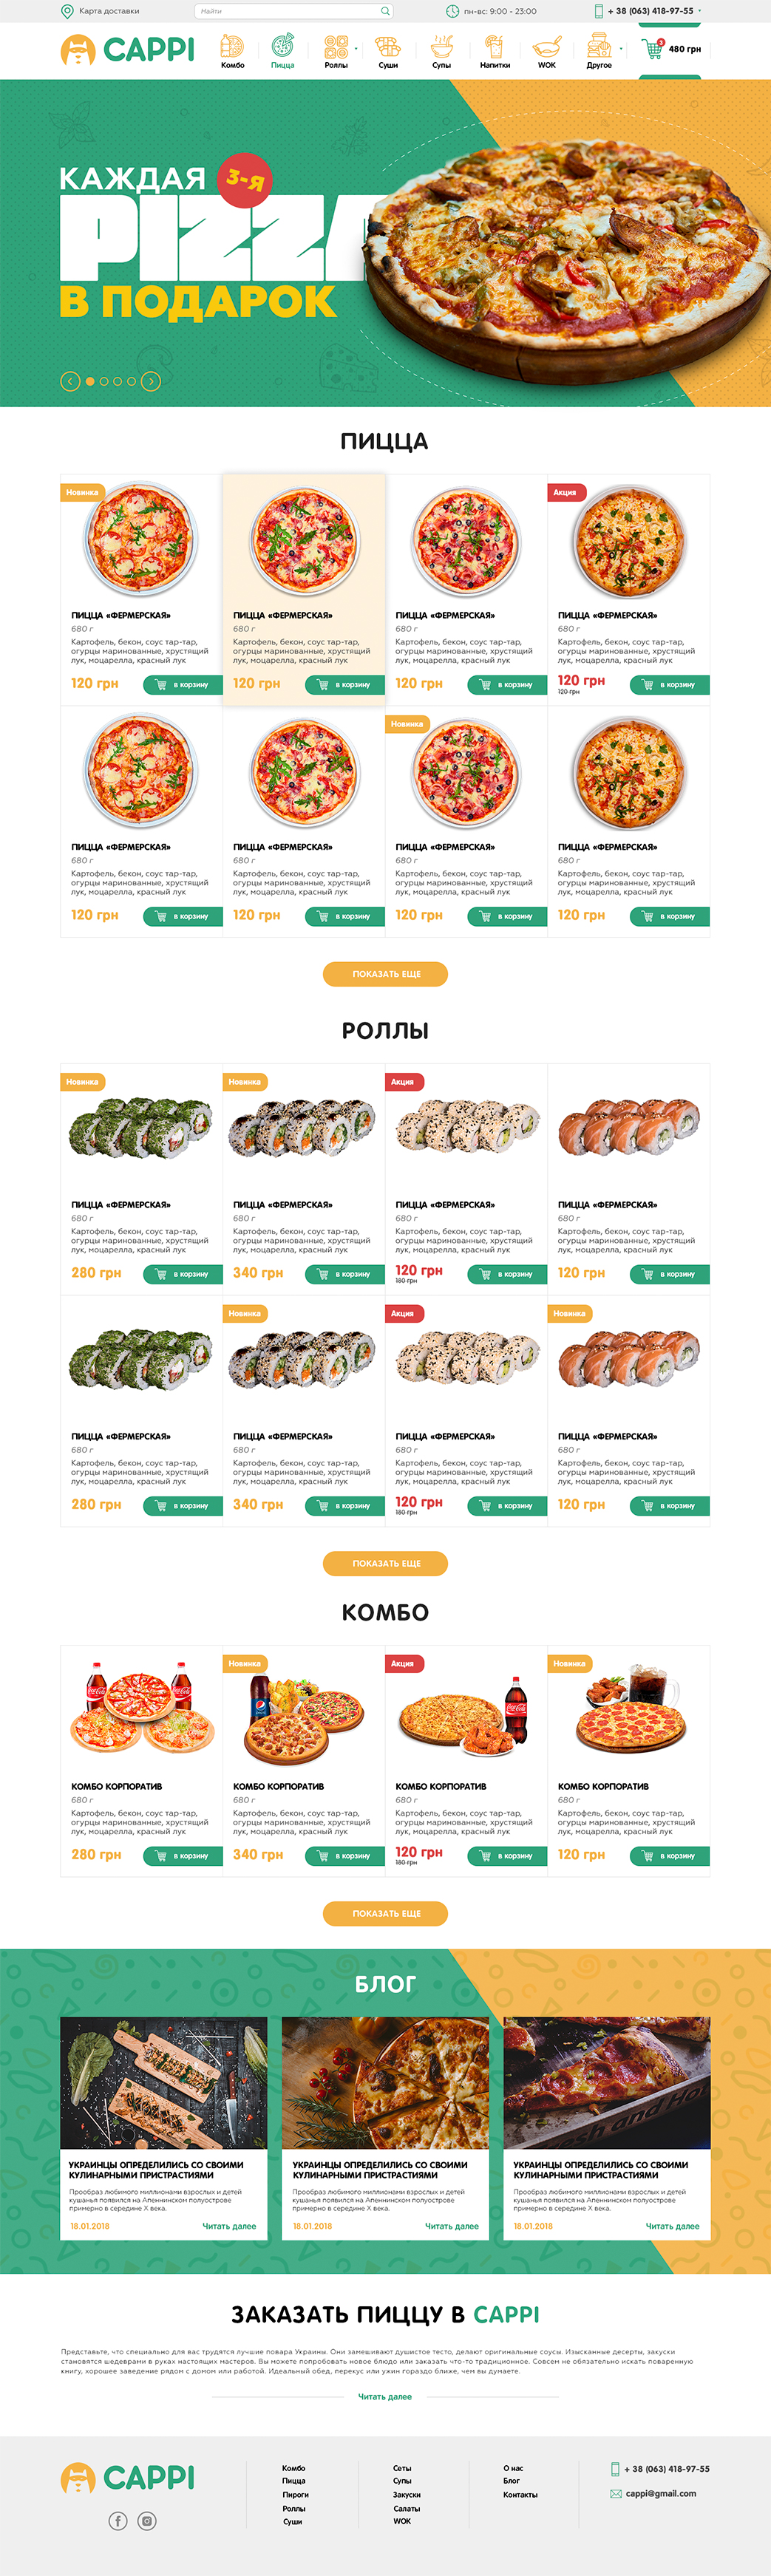 Карта доставки
Найти
пн-вс: 9:00 - 23:00
+ 38 (063) 418-97-55
CAPPI
Комбо
Пицца
Роллы
Суши
Супы
Напитки
WOK
Другое
3
480 грн
КАЖДАЯ 3-Я
PIZZA
В ПОДАРОК
ПИЦЦА
Новинка
Акция
ПИЦЦА «ФЕРМЕРСКАЯ» ПИЦЦА «ФЕРМЕРСКАЯ» ПИЦЦА «ФЕРМЕРСКАЯ» ПИЦЦА «ФЕРМЕРСКАЯ»
680 г 680 г 680 г 680 г
Картофель, бекон, соус тар-тар, Картофель, бекон, соус тар-тар, Картофель, бекон, соус тар-тар, Картофель, бекон, соус тар-тар,
огурцы маринованные, хрустящий огурцы маринованные, хрустящий огурцы маринованные, хрустящий огурцы маринованные, хрустящий
лук, моцарелла, красный лук лук, моцарелла, красный лук лук, моцарелла, красный лук лук, моцарелла, красный лук
120 грн в корзину 120 грн в корзину 120 грн в корзину 120 грн в корзину
120 грн
Новинка
ПИЦЦА «ФЕРМЕРСКАЯ» ПИЦЦА «ФЕРМЕРСКАЯ» ПИЦЦА «ФЕРМЕРСКАЯ» ПИЦЦА «ФЕРМЕРСКАЯ»
680 г 680 г 680 г 680 г
Картофель, бекон, соус тар-тар, Картофель, бекон, соус тар-тар, Картофель, бекон, соус тар-тар, Картофель, бекон, соус тар-тар,
огурцы маринованные, хрустящий огурцы маринованные, хрустящий огурцы маринованные, хрустящий огурцы маринованные, хрустящий
лук, моцарелла, красный лук лук, моцарелла, красный лук лук, моцарелла, красный лук лук, моцарелла, красный лук
120 грн в корзину 120 грн в корзину 120 грн в корзину 120 грн в корзину
ПОКАЗАТЬ ЕЩЕ
РОЛЛЫ
Новинка Новинка Акция
ПИЦЦА «ФЕРМЕРСКАЯ» ПИЦЦА «ФЕРМЕРСКАЯ» ПИЦЦА «ФЕРМЕРСКАЯ» ПИЦЦА «ФЕРМЕРСКАЯ»
680 г 680 г 680 г 680 г
Картофель, бекон, соус тар-тар, Картофель, бекон, соус тар-тар, Картофель, бекон, соус тар-тар, Картофель, бекон, соус тар-тар,
огурцы маринованные, хрустящий огурцы маринованные, хрустящий огурцы маринованные, хрустящий огурцы маринованные, хрустящий
лук, моцарелла, красный лук лук, моцарелла, красный лук лук, моцарелла, красный лук лук, моцарелла, красный лук
280 грн в корзину 340 грн в корзину 120 грн в корзину 120 грн в корзину
180 грн
Новинка Акция Новинка
ПИЦЦА «ФЕРМЕРСКАЯ» ПИЦЦА «ФЕРМЕРСКАЯ» ПИЦЦА «ФЕРМЕРСКАЯ» ПИЦЦА «ФЕРМЕРСКАЯ»
680 г 680 г 680 г 680 г
Картофель, бекон, соус тар-тар, Картофель, бекон, соус тар-тар, Картофель, бекон, соус тар-тар, Картофель, бекон, соус тар-тар,
огурцы маринованные, хрустящий огурцы маринованные, хрустящий огурцы маринованные, хрустящий огурцы маринованные, хрустящий
лук, моцарелла, красный лук лук, моцарелла, красный лук лук, моцарелла, красный лук лук, моцарелла, красный лук
280 грн в корзину 340 грн в корзину 120 грн в корзину 120 грн в корзину
180 грн
ПОКАЗАТЬ ЕЩЕ
КОМБО
Новинка Акция Новинка
Coca-Cola Coca-Cola pepsi Coca-Cola
КОМБО КОРПОРАТИВ КОМБО КОРПОРАТИВ КОМБО КОРПОРАТИВ КОМБО КОРПОРАТИВ
680 г 680 г 680 г 680 г
Картофель, бекон, соус тар-тар, Картофель, бекон, соус тар-тар, Картофель, бекон, соус тар-тар, Картофель, бекон, соус тар-тар,
огурцы маринованные, хрустящий огурцы маринованные, хрустящий огурцы маринованные, хрустящий огурцы маринованные, хрустящий
лук, моцарелла, красный лук лук, моцарелла, красный лук лук, моцарелла, красный лук лук, моцарелла, красный лук
280 грн в корзину 340 грн в корзину 120 грн в корзину 120 грн в корзину
180 грн
ПОКАЗАТЬ ЕЩЕ
БЛОГ
УКРАИНЦЫ ОПРЕДЕЛИЛИСЬ СО СВОИМИ УКРАИНЦЫ ОПРЕДЕЛИЛИСЬ СО СВОИМИ УКРАИНЦЫ ОПРЕДЕЛИЛИСЬ СО СВОИМИ
КУЛИНАРНЫМИ ПРИСТРАСТИЯМИ КУЛИНАРНЫМИ ПРИСТРАСТИЯМИ КУЛИНАРНЫМИ ПРИСТРАСТИЯМИ
Прообраз любимого миллионами взрослых и детей Прообраз любимого миллионами взрослых и детей Прообраз любимого миллионами взрослых и детей
кушанья появился на Апеннинском полуострове кушанья появился на Апеннинском полуострове кушанья появился на Апеннинском полуострове
примерно в середине X века. примерно в середине X века. примерно в середине X века.
18.01.2018 Читать далее 18.01.2018 Читать далее 18.01.2018 Читать далее
ЗАКАЗАТЬ ПИЦЦУ В CAPPI
Представьте, что специально для вас трудятся лучшие повара Украины. Они замешивают душистое тесто, делают оригинальные соусы. Изысканные десерты, закуски
становятся шедеврами в руках настоящих мастеров. Вы можете попробовать новое блюдо или заказать что-то традиционное. Совсем не обязательно искать поваренную
книгу, хорошее заведение рядом с домом или работой. Идеальный обед, перекус или ужин гораздо ближе, чем вы думаете.
Читать далее
CAPPI
Комбо
Пицца
Пироги
Роллы
Суши
Сеты
Супы
Закуски
Салаты
WOK
О нас
Блог
Контакты
+ 38 (063) 418-97-55
cappi@gmail.com